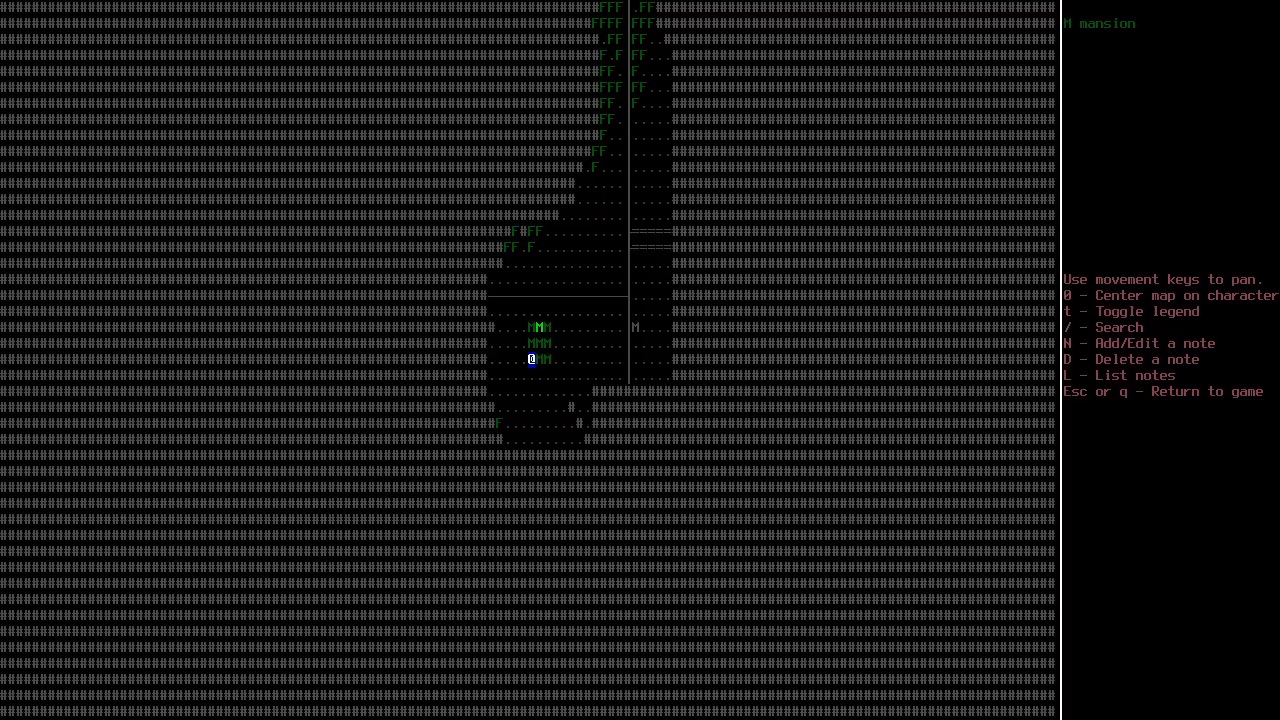 M mansion
Use movement keys to pan.
0 - Center map on character
t - Toggle legend
/ - Search
N - Add/Edit a note
D - Delete a note
L - List notes
Esc or q - Return to game